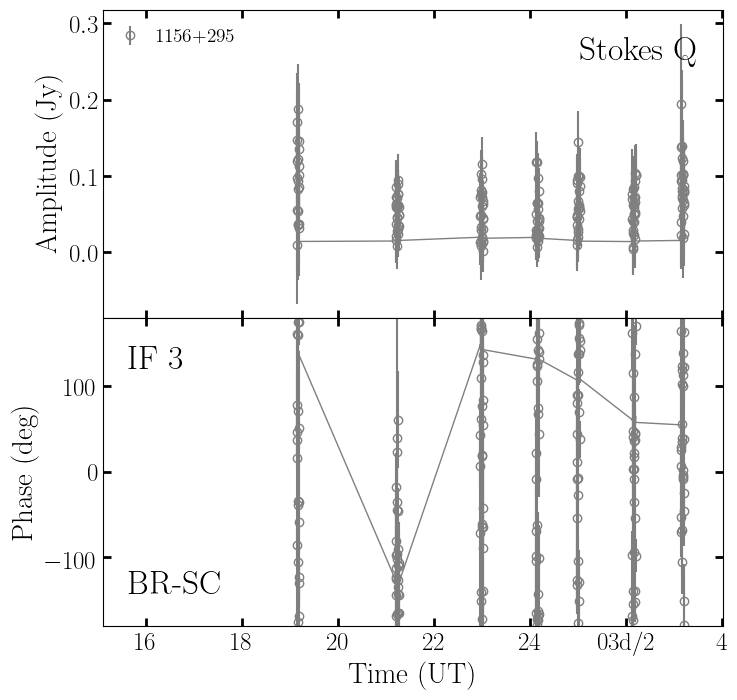 0.3
1156+295
Stokes Q
0.2
0.1
0.0
Amplitude (Jy)
IF 3
100
0
−100
Phase (deg)
BR-SC
16 18 20 22 24 03d/2 4
Time (UT)